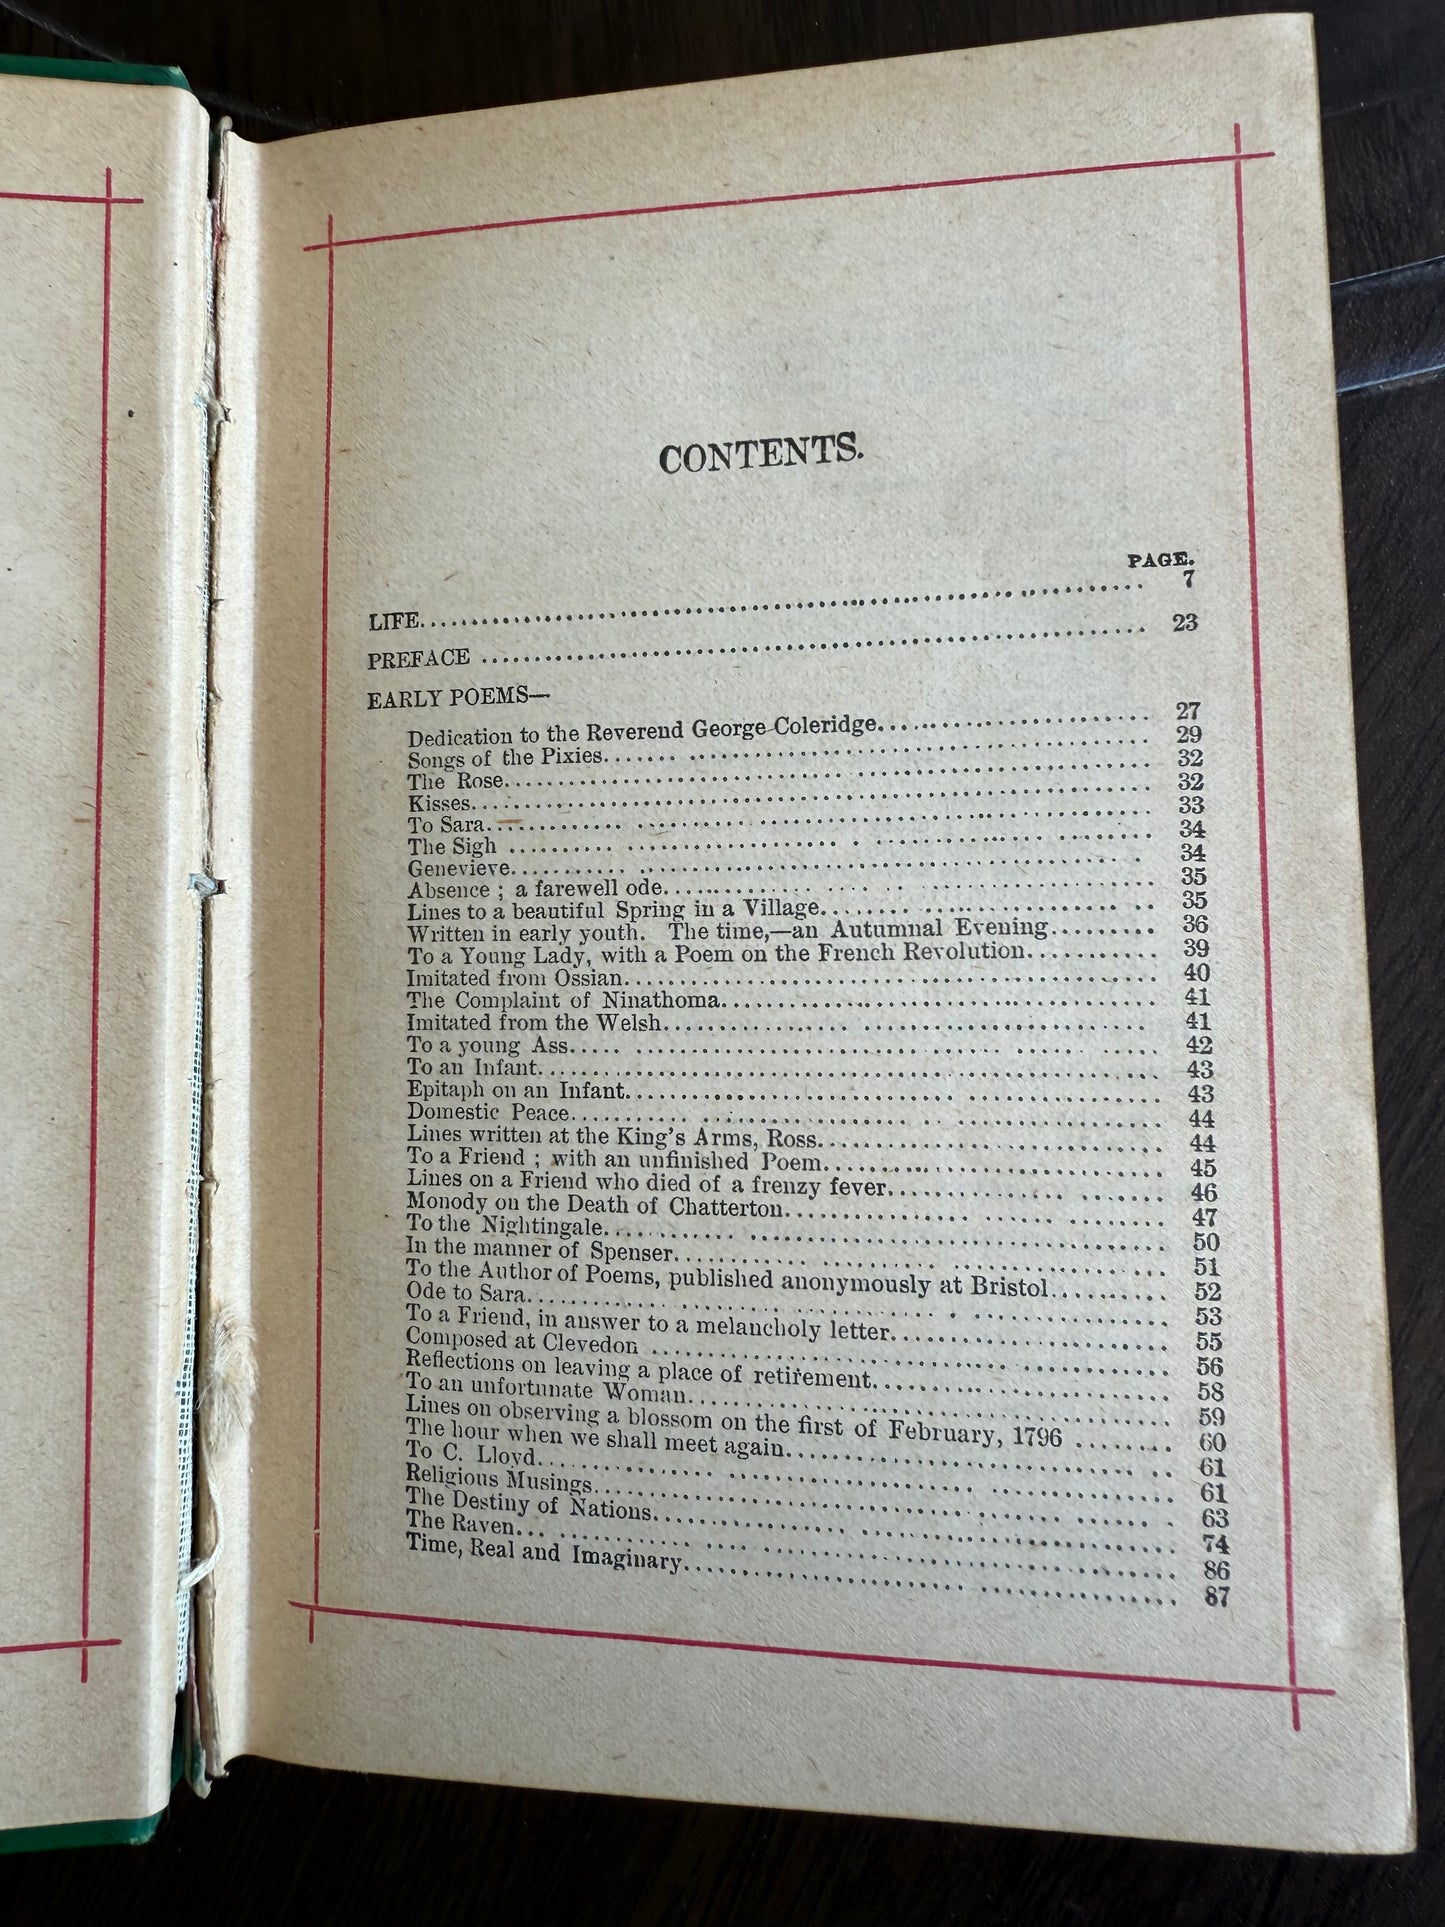 CONTENTS.
PAGE.
LIFE........ 7
PREFACE ........ 23
EARLY POEMS—
Dedication to the Reverend George Coleridge........ 27
Songs of the Pixies........ 29
The Rose........ 32
Kisses........ 32
To Sara........ 33
The Sigh ........ 34
Genevieve........ 34
Absence ; a farewell ode........ 35
Lines to a beautiful Spring in a Village........ 35
Written in early youth. The time,—an Autumnal Evening........ 36
To a Young Lady, with a Poem on the French Revolution........ 39
Imitated from Ossian........ 40
The Complaint of Ninathoma........ 41
Imitated from the Welsh........ 41
To a young Ass........ 42
To an Infant........ 43
Epitaph on an Infant........ 43
Domestic Peace........ 44
Lines written at the King's Arms, Ross........ 44
To a Friend ; with an unfinished Poem........ 45
Lines on a Friend who died of a frenzy fever........ 46
Monody on the Death of Chatterton........ 47
To the Nightingale........ 50
In the manner of Spenser........ 51
To the Author of Poems, published anonymously at Bristol........ 52
Ode to Sara........ 53
To a Friend, in answer to a melancholy letter........ 55
Composed at Clevedon ........ 56
Reflections on leaving a place of retirement........ 58
To an unfortunate Woman........ 59
Lines on observing a blossom on the first of February, 1796 ........ 60
The hour when we shall meet again........ 61
To C. Lloyd........ 61
Religious Musings........ 63
The Destiny of Nations........ 74
The Raven........ 86
Time, Real and Imaginary........ 87